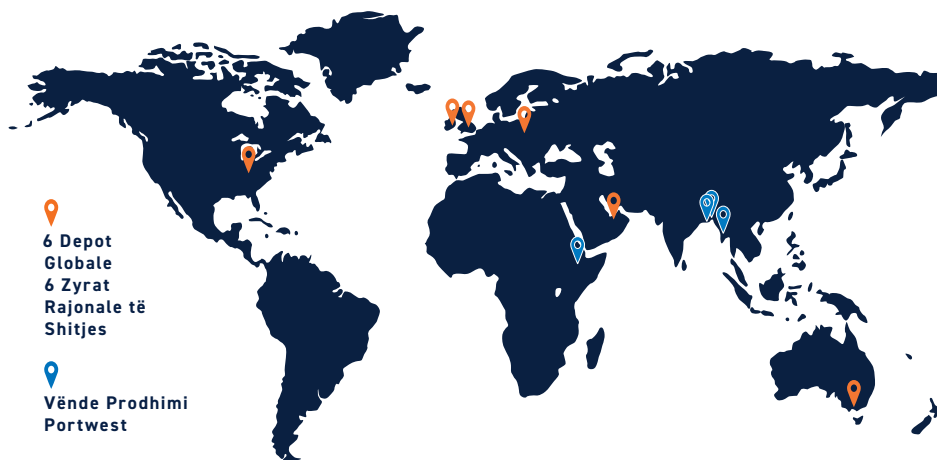 6 Depot
Globale
6 Zyrat
Rajonale të
Shitjes
Vënde Prodhimi
Portwest